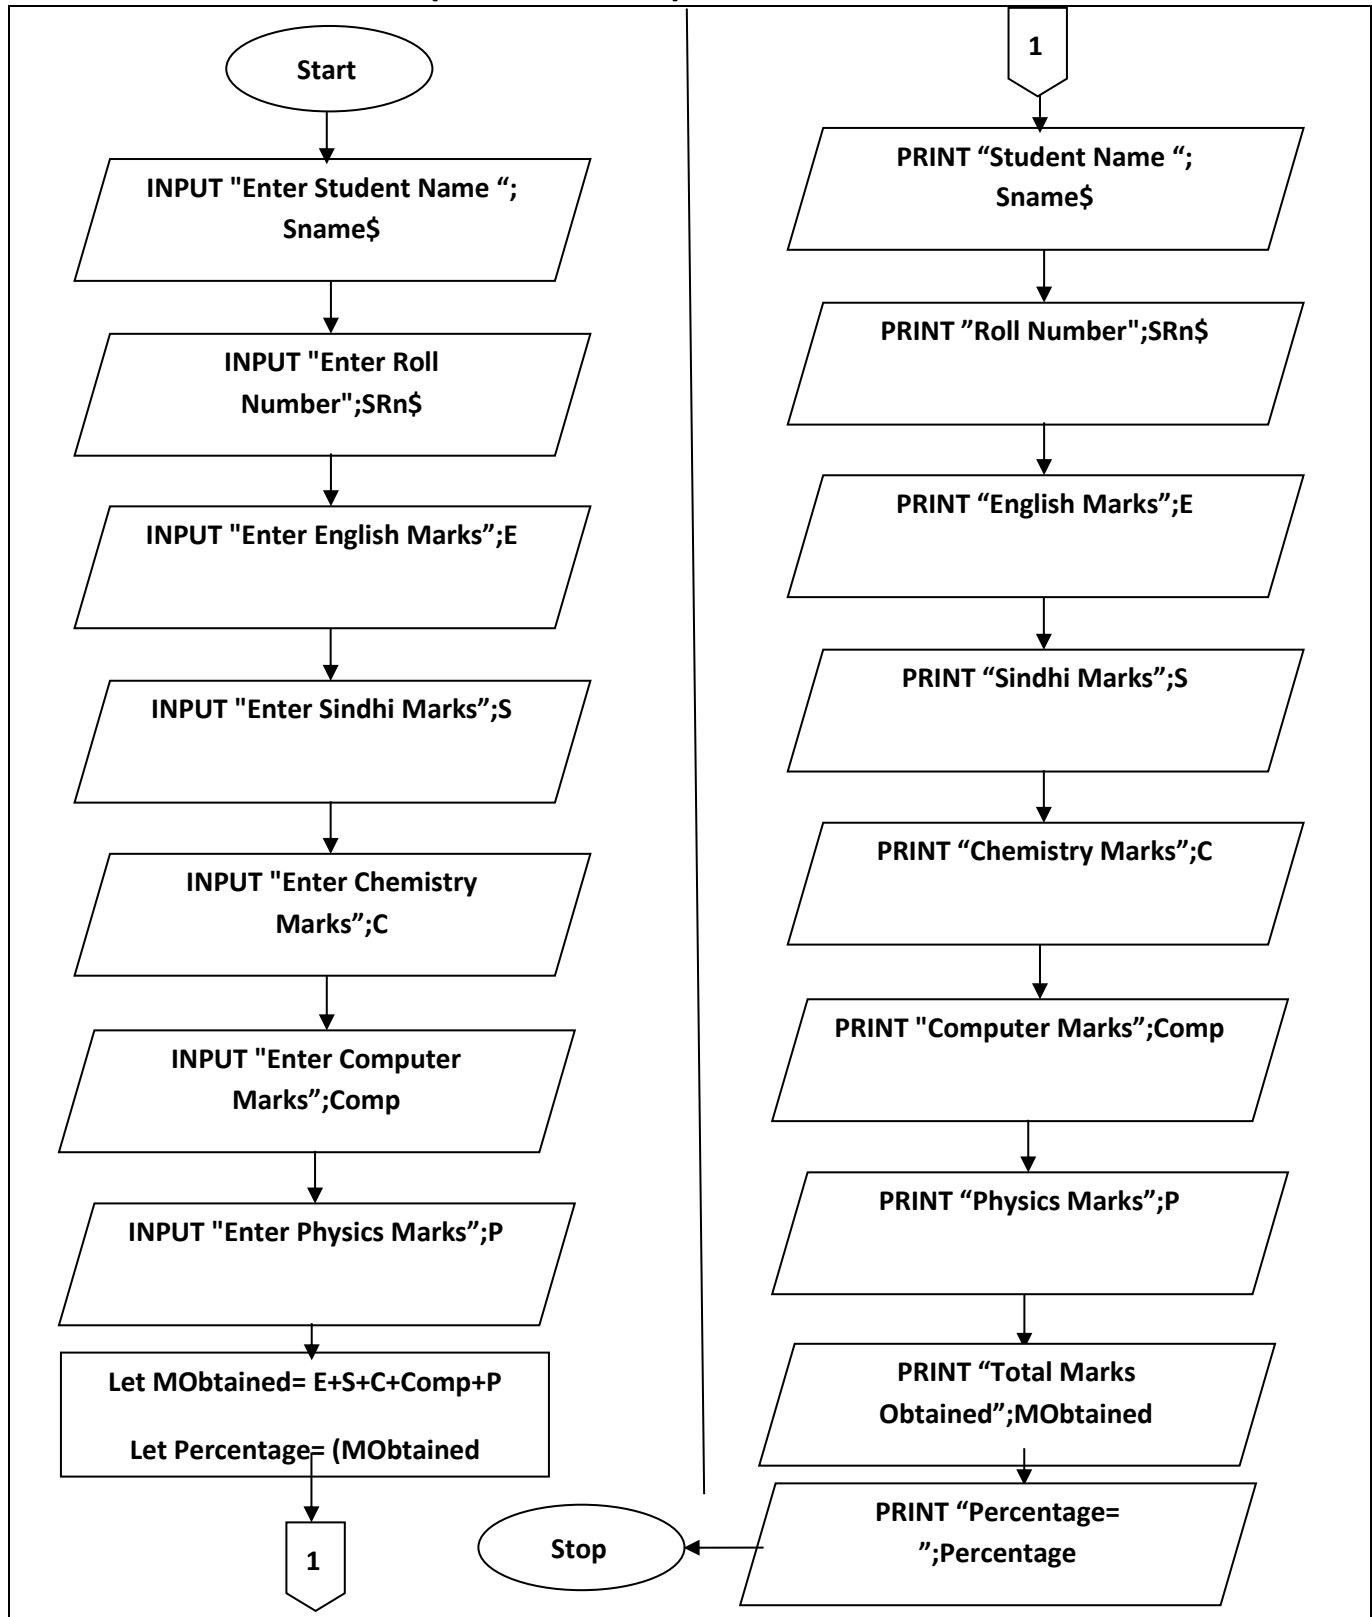 Start
INPUT "Enter Student Name “;
Sname$
INPUT "Enter Roll
Number";SRn$
INPUT "Enter English Marks”;E
INPUT "Enter Sindhi Marks”;S
INPUT "Enter Chemistry
Marks”;C
INPUT "Enter Computer
Marks”;Comp
INPUT "Enter Physics Marks”;P
Let MObtained= E+S+C+Comp+P
Let Percentage= (MObtained
1
1
PRINT “Student Name “;
Sname$
PRINT ”Roll Number";SRn$
PRINT “English Marks”;E
PRINT “Sindhi Marks”;S
PRINT “Chemistry Marks”;C
PRINT "Computer Marks”;Comp
PRINT “Physics Marks”;P
PRINT “Total Marks
Obtained”;MObtained
PRINT “Percentage=
”;Percentage
Stop